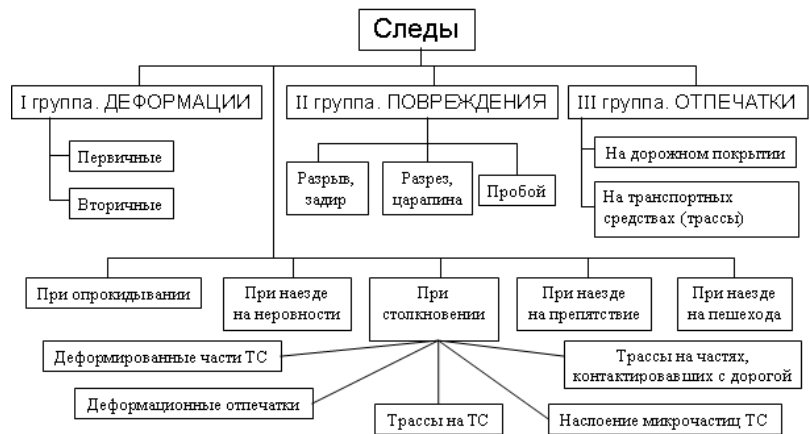 Следы
I группа. ДЕФОРМАЦИИ
II группа. ПОВРЕЖДЕНИЯ
III группа. ОТПЕЧАТКИ
Первичные
Вторичные
Разрыв,
задир
Разрез,
царапина
Пробой
На дорожном покрытии
На транспортных
средствах (трассы)
При опрокидывании
При наезде
на неровности
При
столкновении
При наезде
на препятствие
При наезде
на пешехода
Деформированные части ТС
Деформационные отпечатки
Трассы на ТС
Наслоение микрочастиц ТС
Трассы на частях,
контактировавших с дорогой